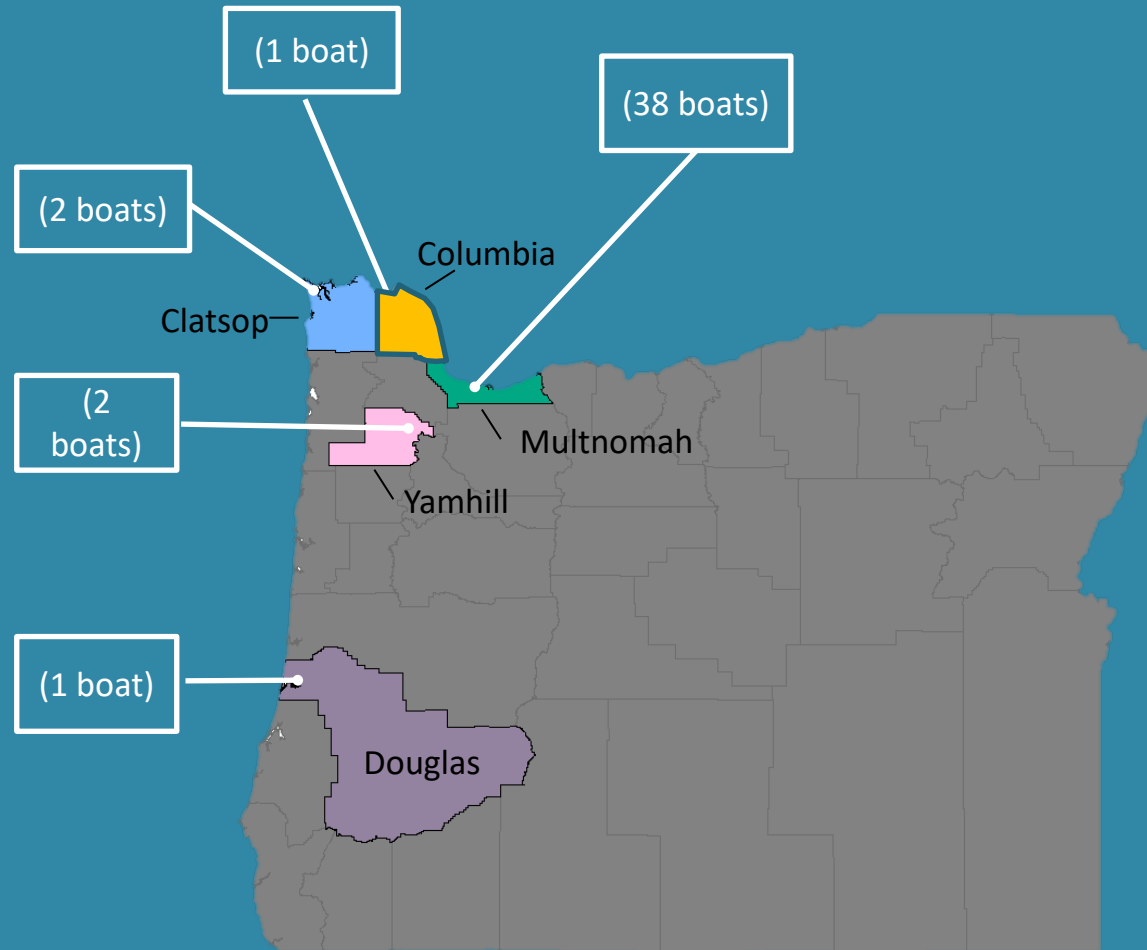 (1 boat)
(38 boats)
(2 boats)
Columbia
Clatsop
(2
boats)
Multnomah
Yamhill
(1 boat)
Douglas